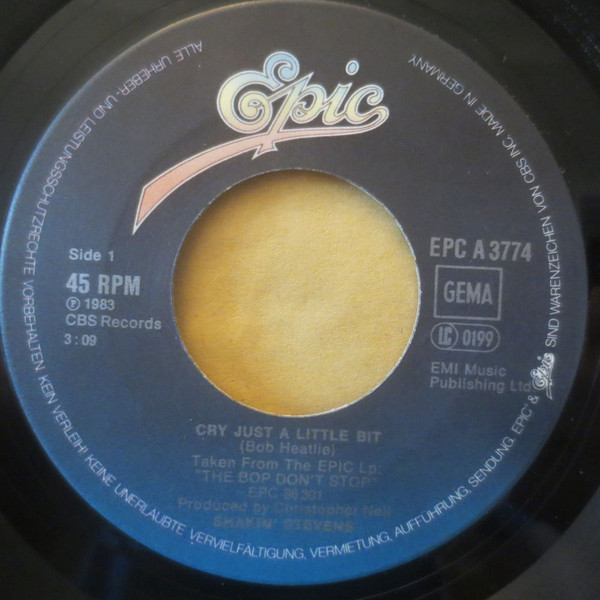 Epic
Side 1
45 RPM
℗ 1983
CBS Records
3:09
EPC A 3774
GEMA
LC 0199
EMI Music
Publishing Ltd
CRY JUST A LITTLE BIT
(Bob Heatlie)
Taken From The EPIC Lp:
"THE BOP DON'T STOP"
EPC
Produced by Christopher Neil
SHAKIN' STEVENS
ALLE URHEBER- UND LEISTUNGSSCHUTZRECHTE VORBEHALTEN. KEIN VERLEIH! KEINE UNERLAUBTE VERVIELFÄLTIGUNG, VERMIETUNG, AUFFÜHRUNG, SENDUNG. EPIC® & Epic SIND WARENZEICHEN VON CBS INC. MADE IN GERMANY